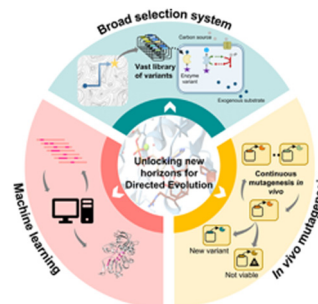 Broad selection system
Vast library
of variants
Carbon source
Enzyme
variant
Exogenous substrate
Unlocking new
horizons for
Directed Evolution
Machine learning
Continuous
mutagenesis in
vivo
New variant
Not viable
In vivo mutagenesis